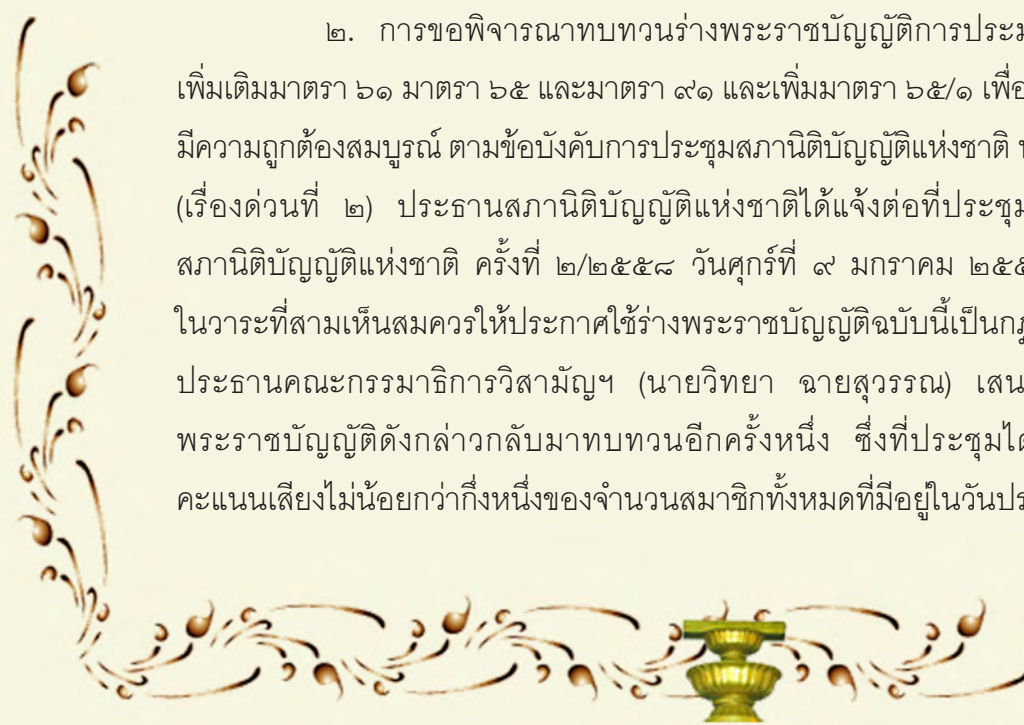 ๒. การขอพิจารณาทบทวนร่างพระราชบัญญัติการประม
เพิ่มเติมมาตรา ๖๑ มาตรา ๖๕ และมาตรา ๙๑ และเพิ่มมาตรา ๖๕/๑ เพื่อ
มีความถูกต้องสมบูรณ์ ตามข้อบังคับการประชุมสภานิติบัญญัติแห่งชาติ
(เรื่องด่วนที่ ๒) ประธานสภานิติบัญญัติแห่งชาติได้แจ้งต่อที่ประชุม
สภานิติบัญญัติแห่งชาติ ครั้งที่ ๒/๒๕๕๘ วันศุกร์ที่ ๙ มกราคม ๒๕๕
ในวาระที่สามเห็นสมควรให้ประกาศใช้ร่างพระราชบัญญัติฉบับนี้เป็นกฎ
ประธานคณะกรรมาธิการวิสามัญฯ (นายวิทยา ฉายสุวรรณ) เสน
พระราชบัญญัติดังกล่าวกลับมาทบทวนอีกครั้งหนึ่ง ซึ่งที่ประชุมได
คะแนนเสียงไม่น้อยกว่ากึ่งหนึ่งของจำนวนสมาชิกทั้งหมดที่มีอยู่ในวันปร